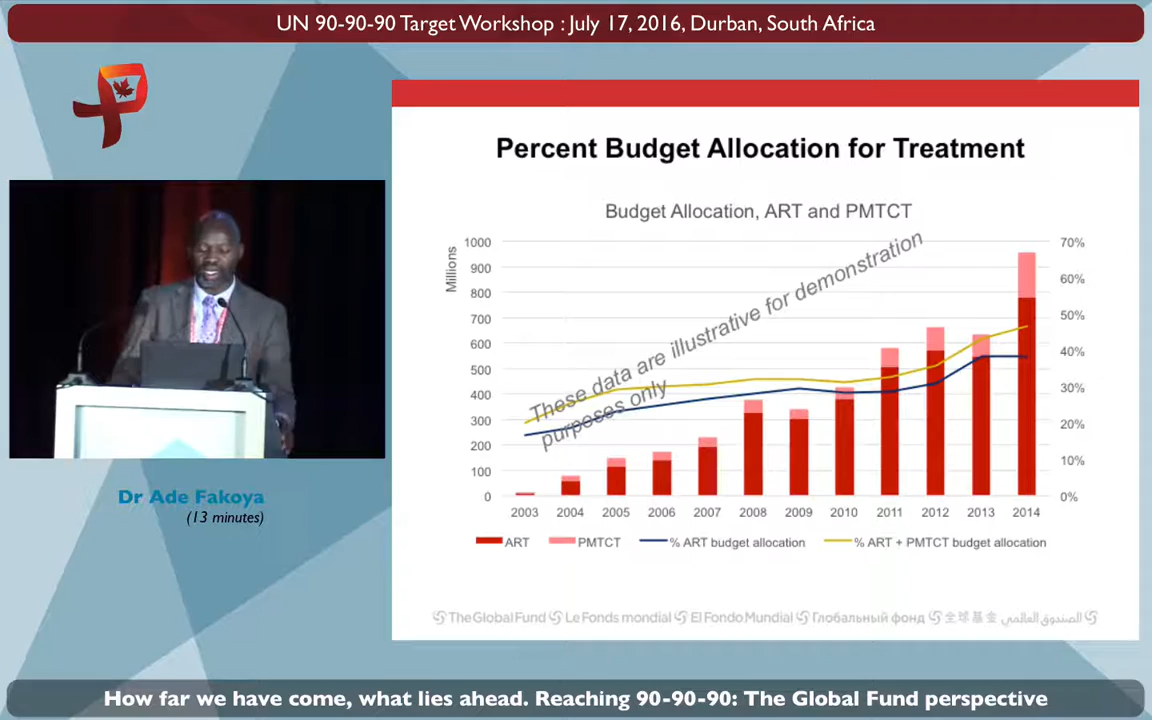 UN 90-90-90 Target Workshop : July 17, 2016, Durban, South Africa
Percent Budget Allocation for Treatment
Budget Allocation, ART and PMTCT
Millions
1000
900
800
700
600
500
400
300
200
100
0
70%
60%
50%
40%
30%
20%
10%
0%
These data are illustrative for demonstration
purposes only
2003 2004 2005 2006 2007 2008 2009 2010 2011 2012 2013 2014
ART PMTCT % ART budget allocation % ART + PMTCT budget allocation
The Global Fund Le Fonds mondial El Fondo Mundial Глобальный фонд 全球基金 الصندوق العالمي
Dr Ade Fakoya
(13 minutes)
How far we have come, what lies ahead. Reaching 90-90-90: The Global Fund perspective